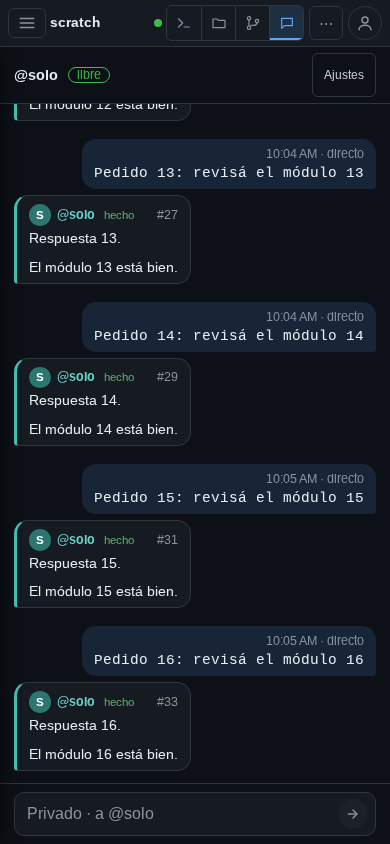 scratch
@solo libre
Ajustes
El módulo 12 está bien.
10:04 AM · directo
Pedido 13: revisá el módulo 13
S @solo hecho #27
Respuesta 13.
El módulo 13 está bien.
10:04 AM · directo
Pedido 14: revisá el módulo 14
S @solo hecho #29
Respuesta 14.
El módulo 14 está bien.
10:05 AM · directo
Pedido 15: revisá el módulo 15
S @solo hecho #31
Respuesta 15.
El módulo 15 está bien.
10:05 AM · directo
Pedido 16: revisá el módulo 16
S @solo hecho #33
Respuesta 16.
El módulo 16 está bien.
Privado · a @solo